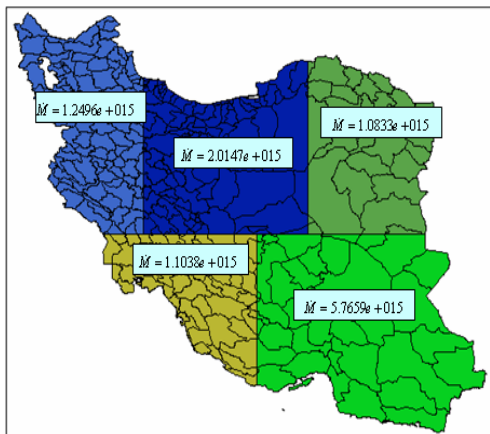 Ṁ = 1.2496e+015
Ṁ = 1.0833e+015
Ṁ = 2.0147e+015
Ṁ = 1.1038e+015
Ṁ = 5.7659e+015